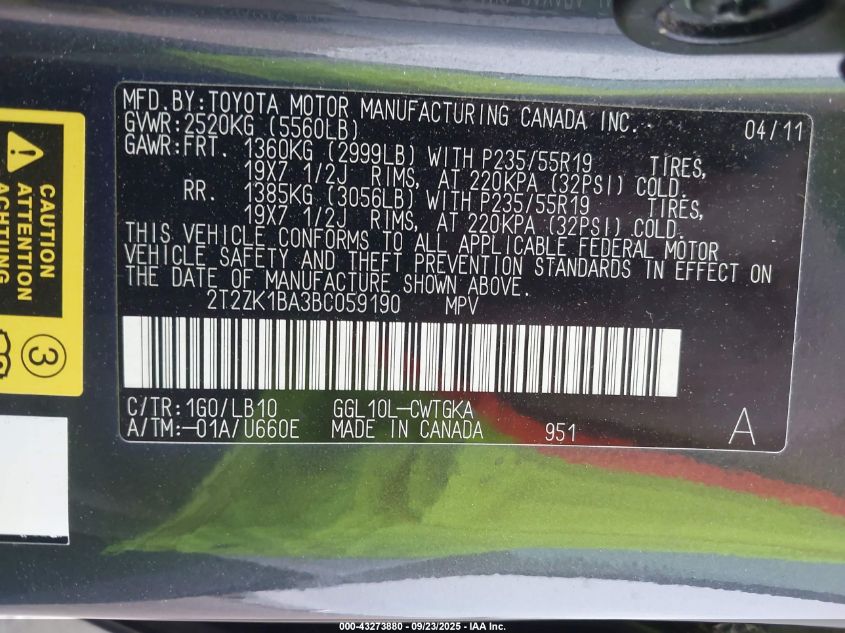 MFD.BY:TOYOTA MOTOR MANUFACTURING CANADA INC. 04/11
GVWR:2520KG (5560LB)
GAWR:FRT. 1360KG (2999LB) WITH P235/55R19 TIRES,
19X7 1/2J RIMS, AT 220KPA (32PSI) COLD.
RR. 1385KG (3056LB) WITH P235/55R19 TIRES,
19X7 1/2J RIMS, AT 220KPA (32PSI) COLD.
THIS VEHICLE CONFORMS TO ALL APPLICABLE FEDERAL MOTOR
VEHICLE SAFETY AND THEFT PREVENTION STANDARDS IN EFFECT ON
THE DATE OF MANUFACTURE SHOWN ABOVE.
2T2ZK1BA3BC059190 MPV
C/TR:1G0/LB10 GGL10L-CWTGKA
A/TM:-01A/U660E MADE IN CANADA 951 A
CAUTION
ATTENTION
ACHTUNG
3
000-43273880 - 09/23/2025 - IAA Inc.